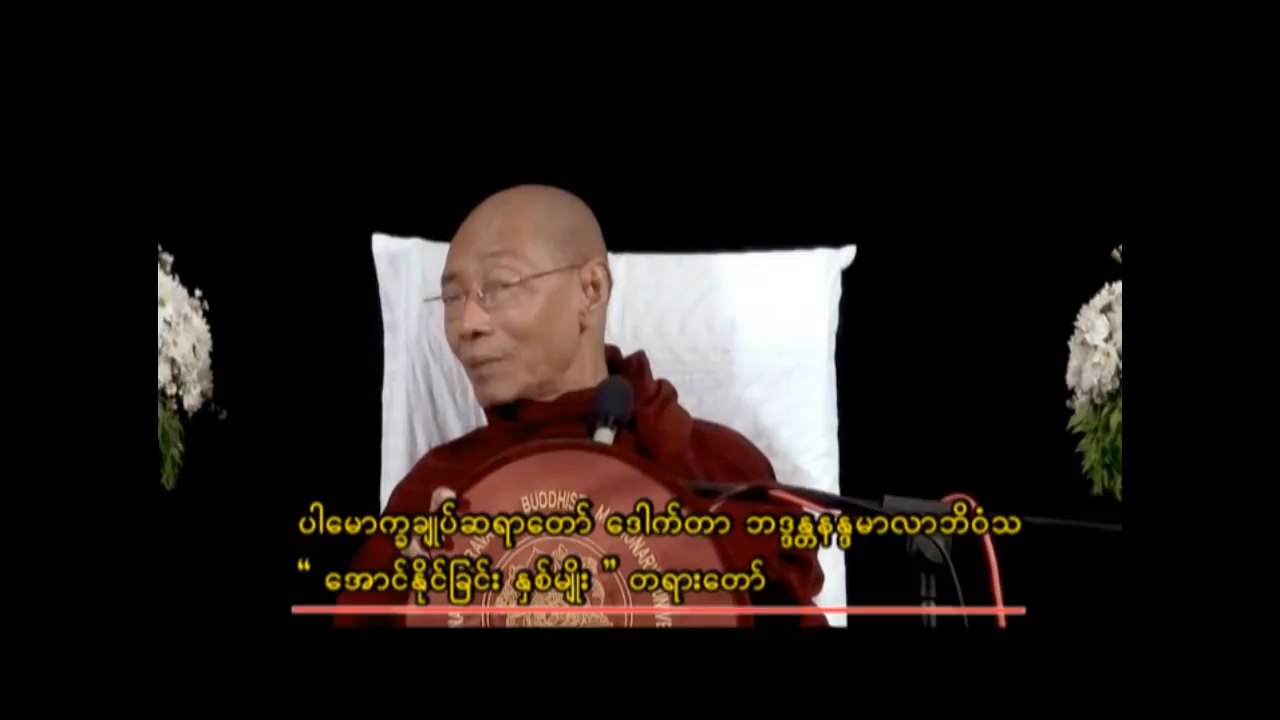 BUDDHIS
ပါမောက္ခချုပ်ဆရာတော် ဒေါက်တာ ဘဒ္ဒန္တနန္ဒမာလာဘိဝံသ
“ အောင်နိုင်ခြင်း နှစ်မျိုး ” တရားတော်